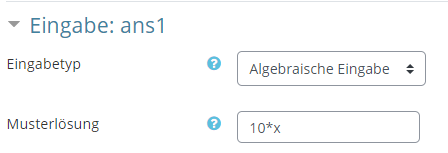 Eingabe: ans1
Eingabetyp ? Algebraische Eingabe
Musterlösung ? 10*x